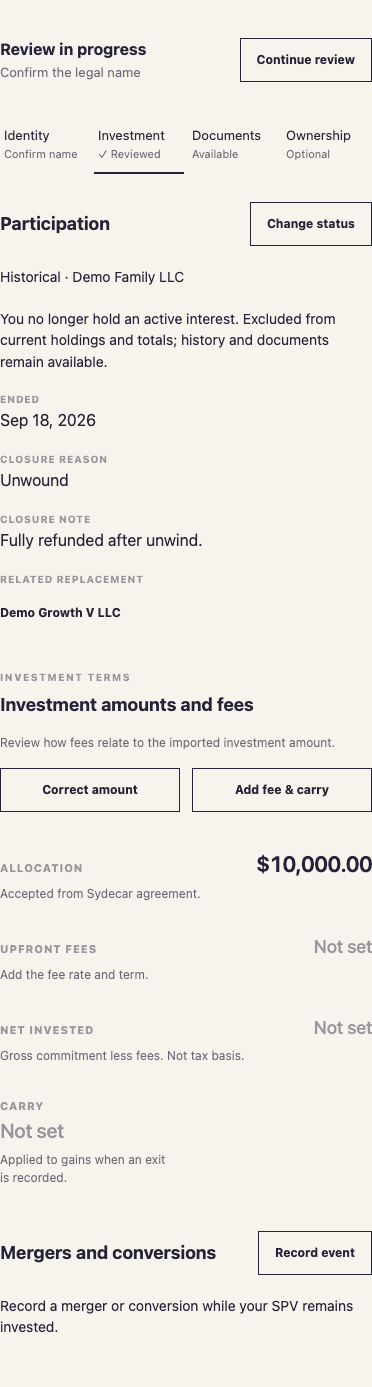 Review in progress
Confirm the legal name
Continue review
Identity
Confirm name
Investment
✓ Reviewed
Documents
Available
Ownership
Optional
Participation
Change status
Historical · Demo Family LLC
You no longer hold an active interest. Excluded from
current holdings and totals; history and documents
remain available.
ENDED
Sep 18, 2026
CLOSURE REASON
Unwound
CLOSURE NOTE
Fully refunded after unwind.
RELATED REPLACEMENT
Demo Growth V LLC
INVESTMENT TERMS
Investment amounts and fees
Review how fees relate to the imported investment amount.
Correct amount
Add fee & carry
ALLOCATION
$10,000.00
Accepted from Sydecar agreement.
UPFRONT FEES
Not set
Add the fee rate and term.
NET INVESTED
Not set
Gross commitment less fees. Not tax basis.
CARRY
Not set
Applied to gains when an exit
is recorded.
Mergers and conversions
Record event
Record a merger or conversion while your SPV remains
invested.